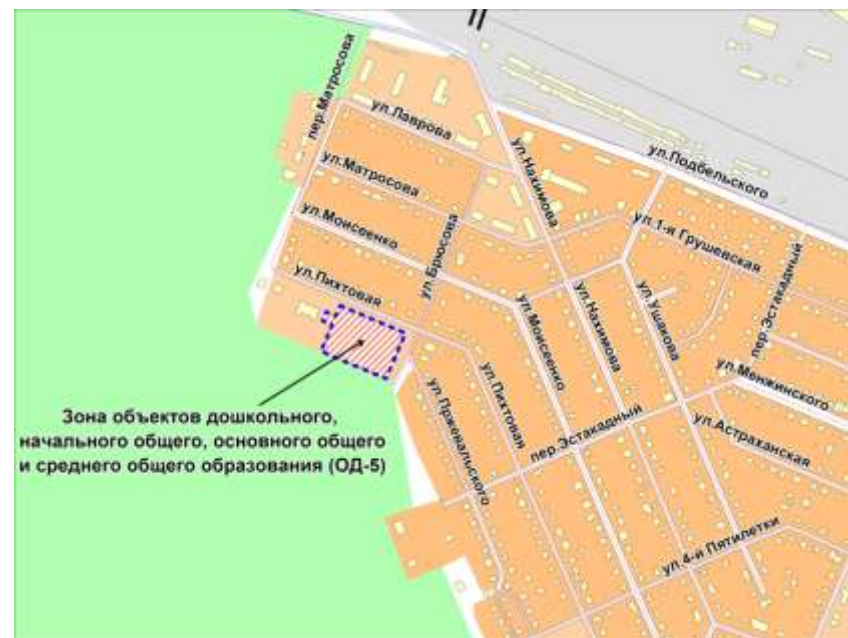 пер.Матросова
ул.Лаврова
ул.Подбельского
ул.Нахимова
ул.Матросова
ул.1-я Грушевская
ул.Моисеенко
ул.Брюсова
пер.Эстакадный
ул.Пихтовая
ул.Моисеенко
ул.Нахимова
ул.Ушакова
ул.Менжинского
ул.Пржевальского
ул.Пихтовая
пер.Эстакадный
ул.Астраханская
Зона объектов дошкольного,
начального общего, основного общего
и среднего общего образования (ОД-5)
ул.4-й Пятилетки